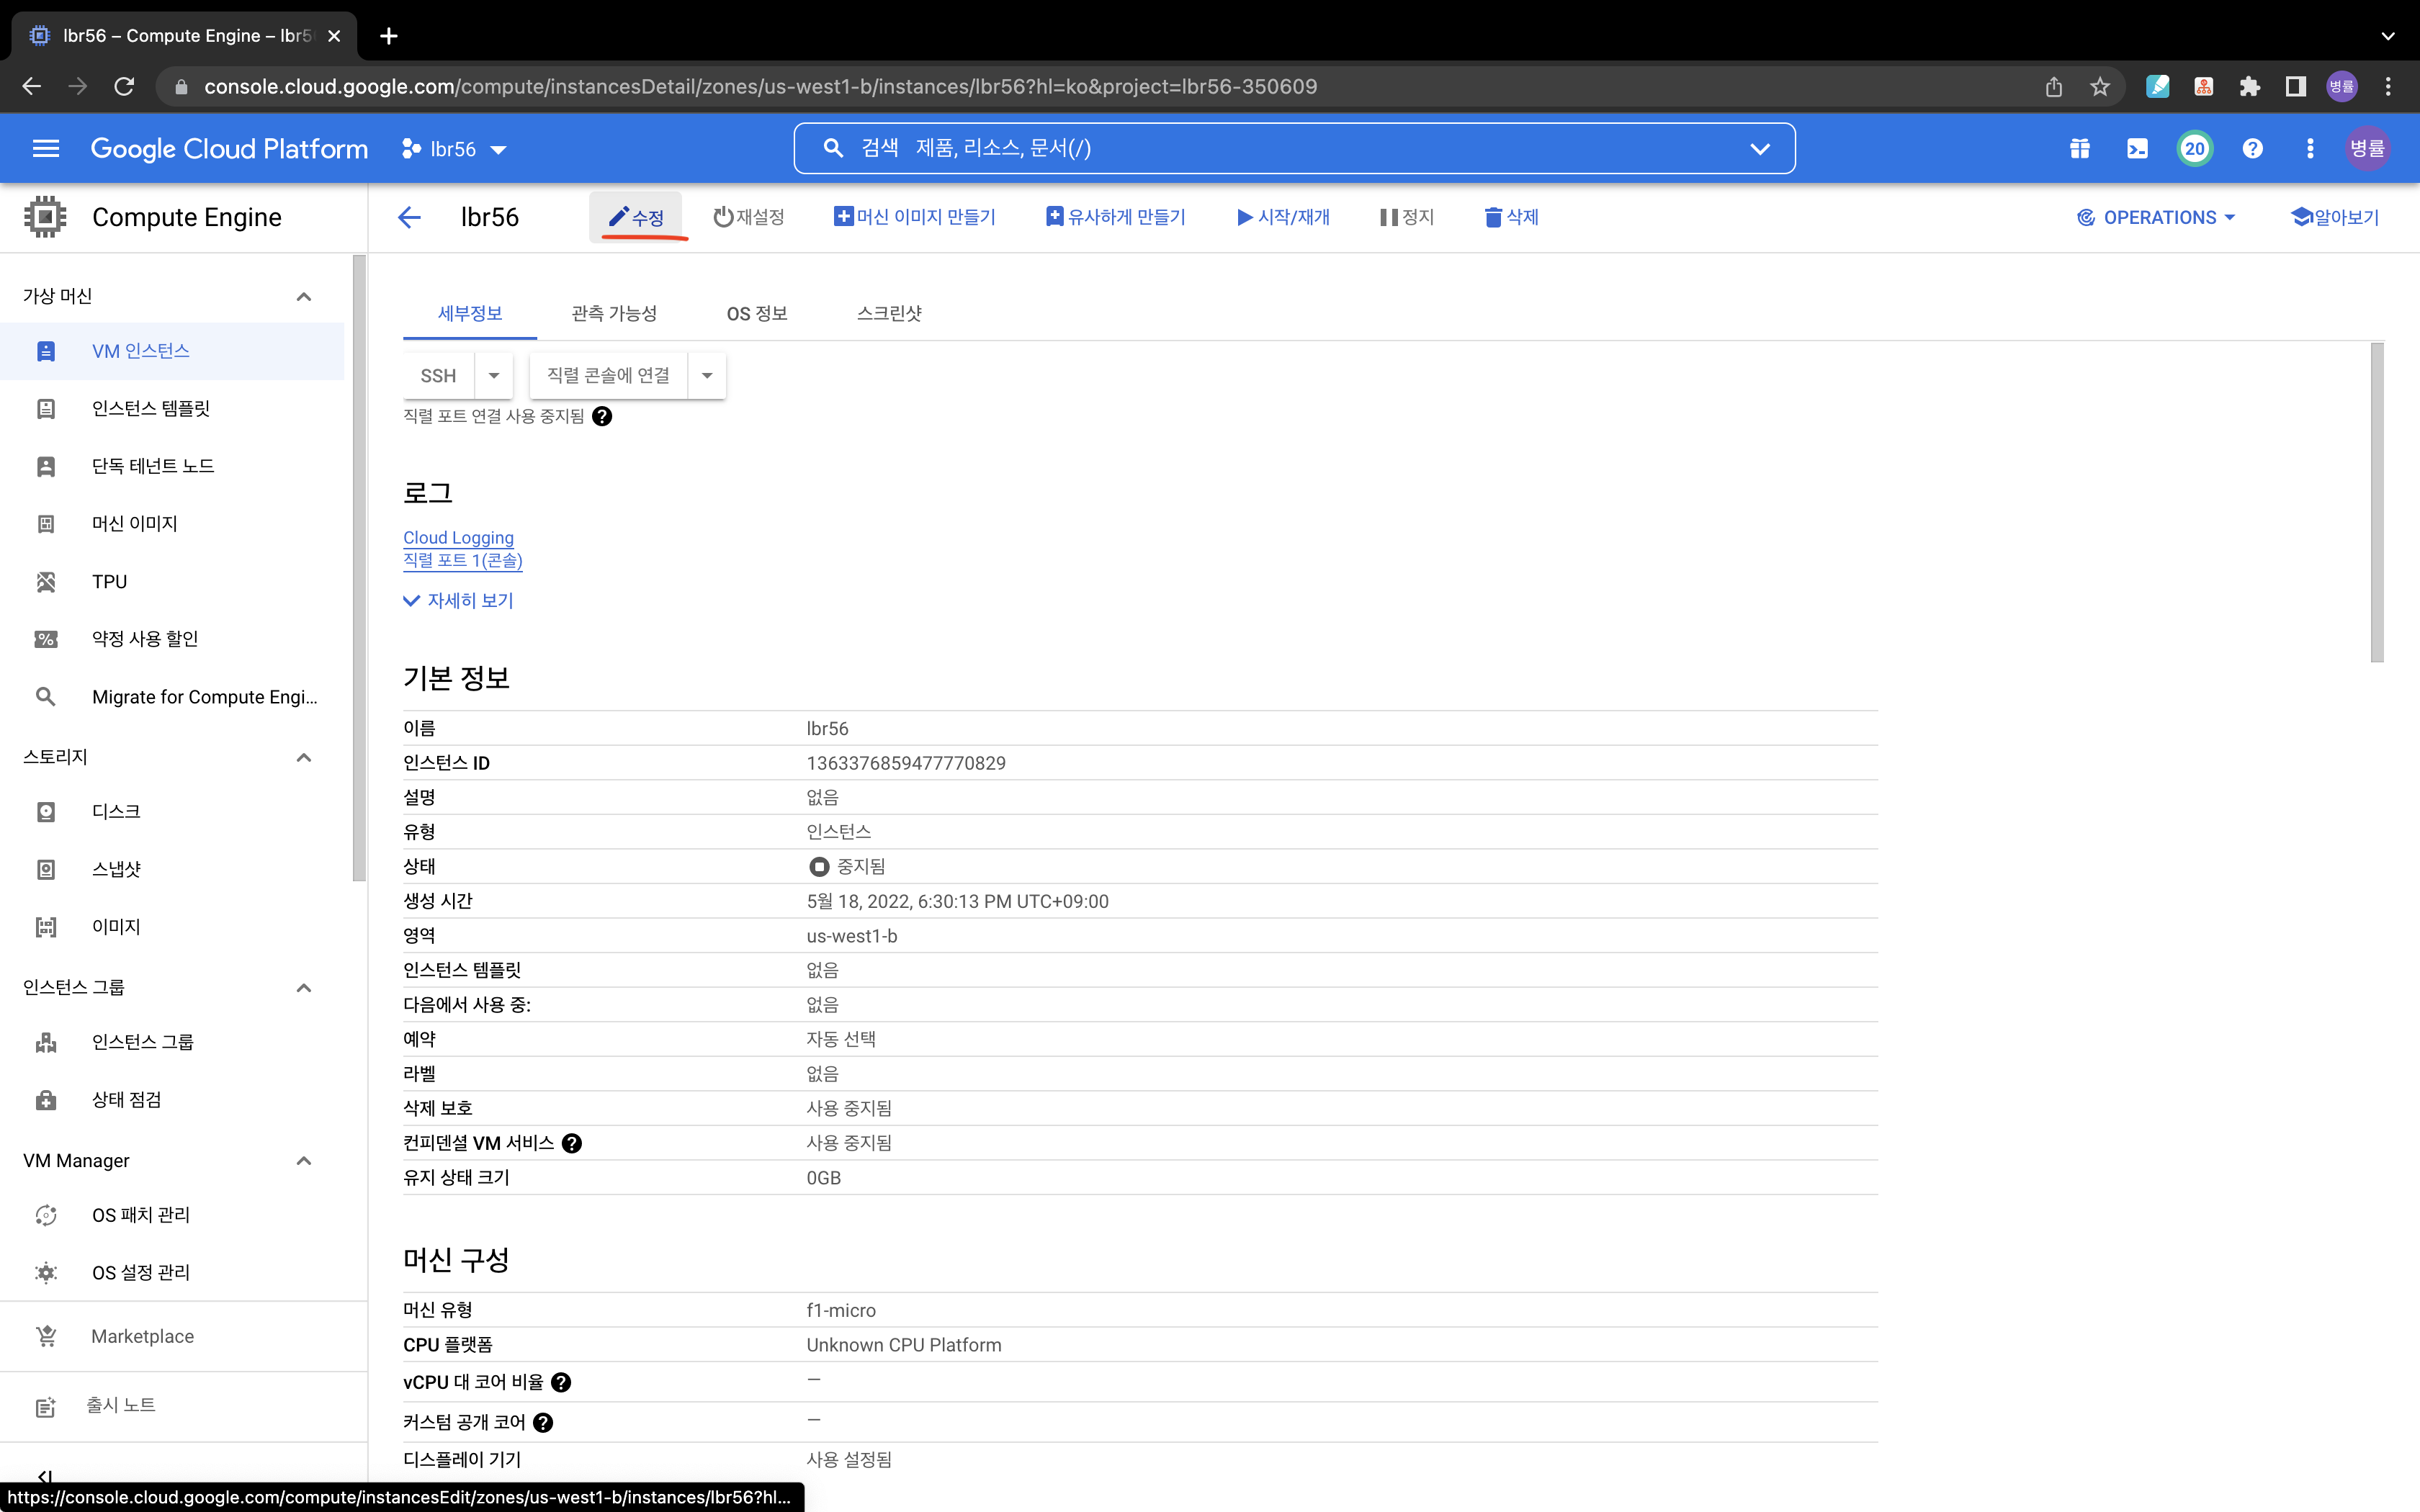 lbr56 – Compute Engine – lbr5
console.cloud.google.com/compute/instancesDetail/zones/us-west1-b/instances/lbr56?hl=ko&project=lbr56-350609
병률
Google Cloud Platform
lbr56
검색 제품, 리소스, 문서(/)
20
병률
Compute Engine
lbr56
수정
재설정
머신 이미지 만들기
유사하게 만들기
시작/재개
정지
삭제
OPERATIONS
알아보기
가상 머신
VM 인스턴스
인스턴스 템플릿
단독 테넌트 노드
머신 이미지
TPU
약정 사용 할인
Migrate for Compute Engi...
스토리지
디스크
스냅샷
이미지
인스턴스 그룹
인스턴스 그룹
상태 점검
VM Manager
OS 패치 관리
OS 설정 관리
Marketplace
출시 노트
세부정보
관측 가능성
OS 정보
스크린샷
SSH
직렬 콘솔에 연결
직렬 포트 연결 사용 중지됨
로그
Cloud Logging
직렬 포트 1(콘솔)
자세히 보기
기본 정보
이름 lbr56
인스턴스 ID 1363376859477770829
설명 없음
유형 인스턴스
상태 중지됨
생성 시간 5월 18, 2022, 6:30:13 PM UTC+09:00
영역 us-west1-b
인스턴스 템플릿 없음
다음에서 사용 중: 없음
예약 자동 선택
라벨 없음
삭제 보호 사용 중지됨
컨피덴셜 VM 서비스 사용 중지됨
유지 상태 크기 0GB
머신 구성
머신 유형 f1-micro
CPU 플랫폼 Unknown CPU Platform
vCPU 대 코어 비율 —
커스텀 공개 코어 —
디스플레이 기기 사용 설정됨
https://console.cloud.google.com/compute/instancesEdit/zones/us-west1-b/instances/lbr56?hl...